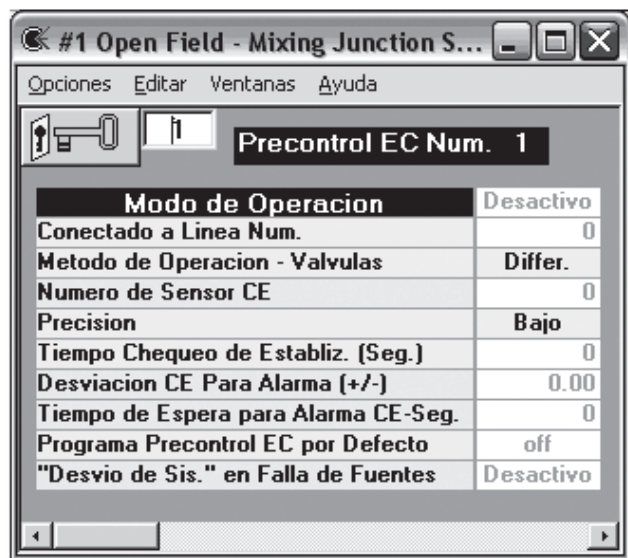 #1 Open Field - Mixing Junction S...
Opciones Editar Ventanas Ayuda
1 Precontrol EC Num. 1
Modo de Operacion Desactivo
Conectado a Linea Num. 0
Metodo de Operacion - Valvulas Differ.
Numero de Sensor CE 0
Precision Bajo
Tiempo Chequeo de Establiz. (Seg.) 0
Desviacion CE Para Alarma (+/-) 0.00
Tiempo de Espera para Alarma CE-Seg. 0
Programa Precontrol EC por Defecto off
"Desvio de Sis." en Falla de Fuentes Desactivo